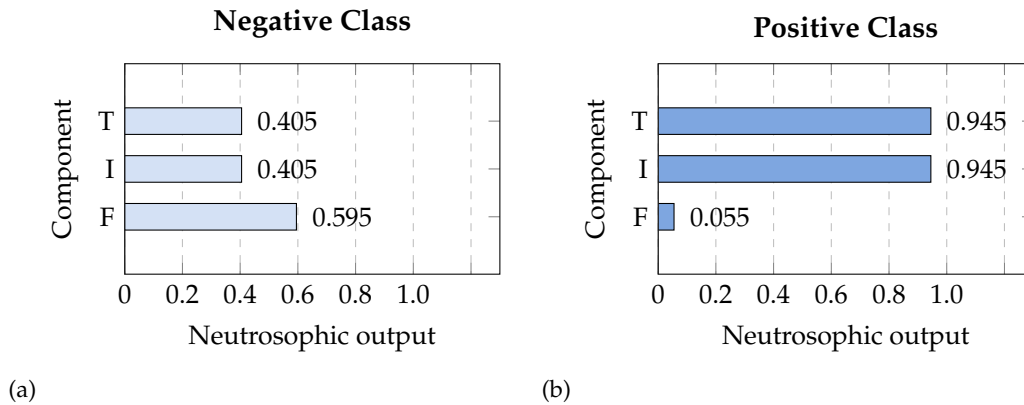 Negative Class
Component
T 0.405
I 0.405
F 0.595
0 0.2 0.4 0.6 0.8 1.0
Neutrosophic output
(a)
Positive Class
Component
T 0.945
I 0.945
F 0.055
0 0.2 0.4 0.6 0.8 1.0
Neutrosophic output
(b)